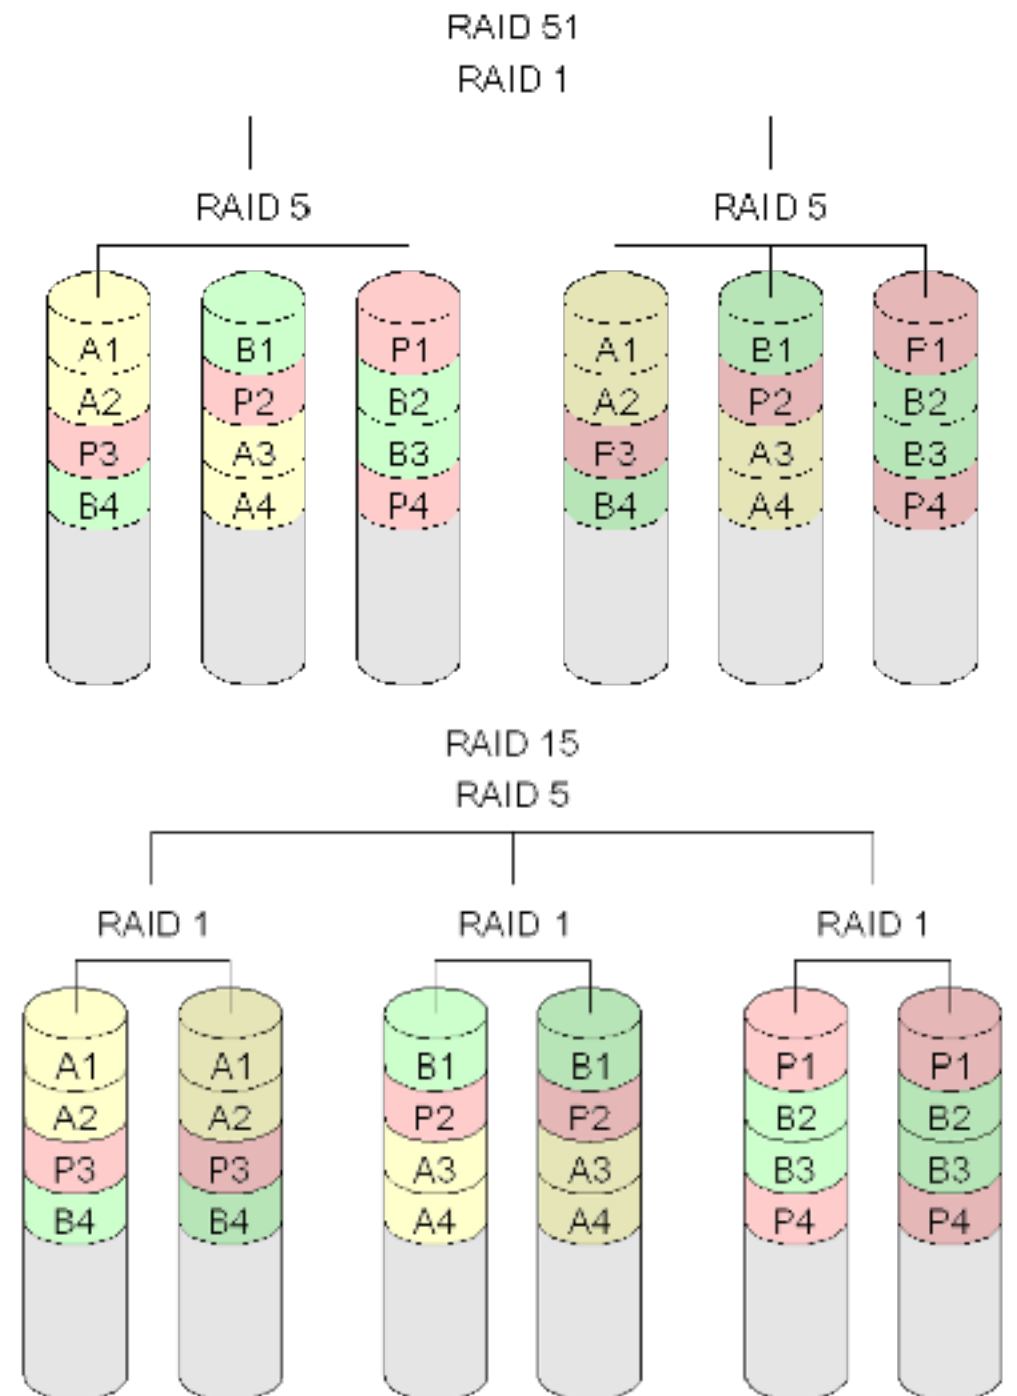 RAID 51
RAID 1
RAID 5 RAID 5
A1 B1 P1 A1 B1 P1
A2 P2 B2 A2 P2 B2
P3 A3 B3 P3 A3 B3
B4 A4 P4 B4 A4 P4
RAID 15
RAID 5
RAID 1 RAID 1 RAID 1
A1 A1 B1 B1 P1 P1
A2 A2 P2 P2 B2 B2
P3 P3 A3 A3 B3 B3
B4 B4 A4 A4 P4 P4